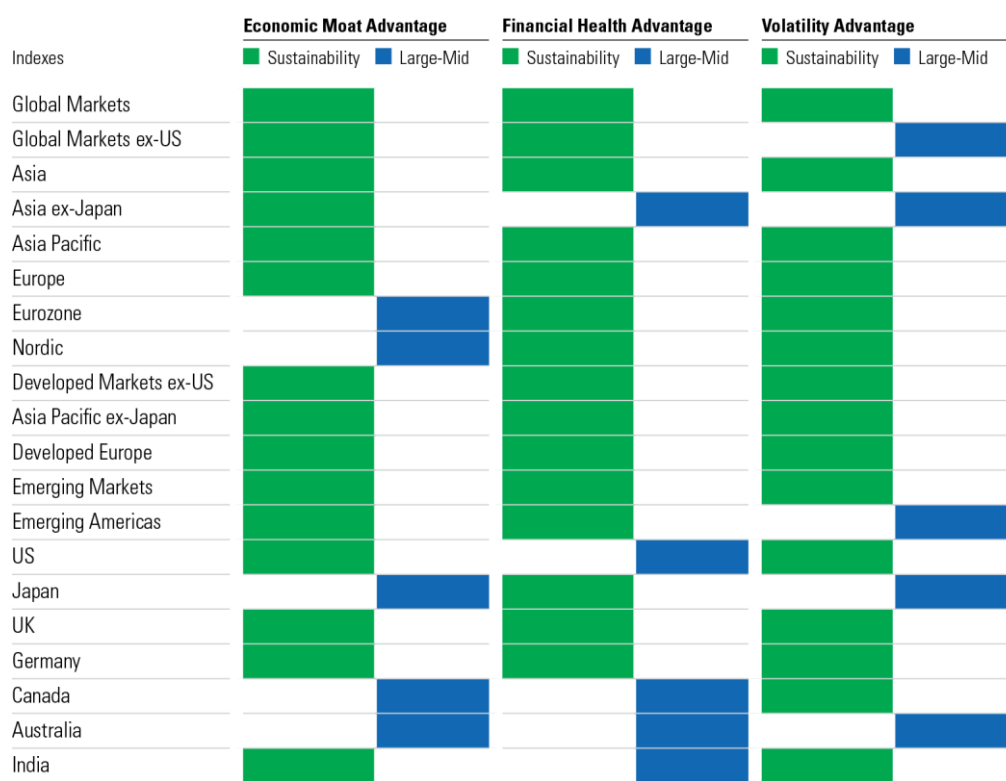 Economic Moat Advantage Financial Health Advantage Volatility Advantage
Indexes Sustainability Large-Mid Sustainability Large-Mid Sustainability Large-Mid
Global Markets
Global Markets ex-US
Asia
Asia ex-Japan
Asia Pacific
Europe
Eurozone
Nordic
Developed Markets ex-US
Asia Pacific ex-Japan
Developed Europe
Emerging Markets
Emerging Americas
US
Japan
UK
Germany
Canada
Australia
India